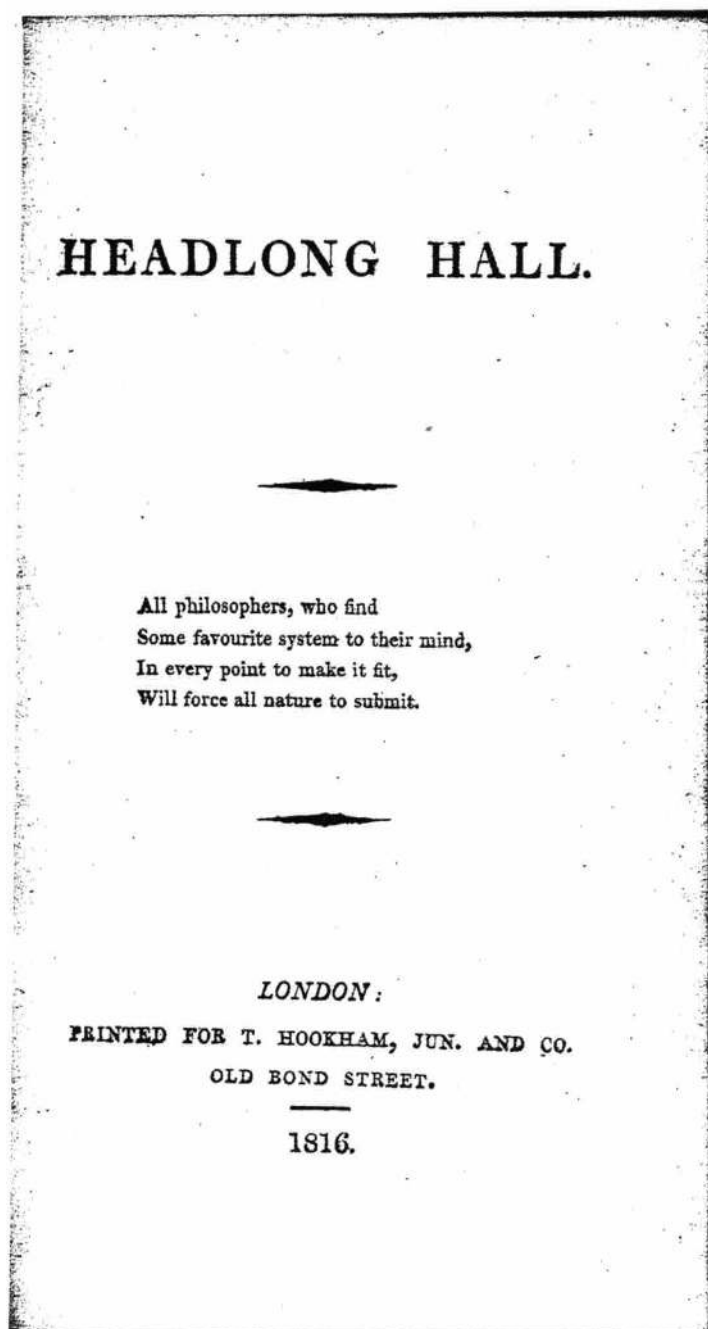 HEADLONG HALL.
All philosophers, who find
Some favourite system to their mind,
In every point to make it fit,
Will force all nature to submit.
LONDON:
PRINTED FOR T. HOOKHAM, JUN. AND CO.
OLD BOND STREET.
1816.